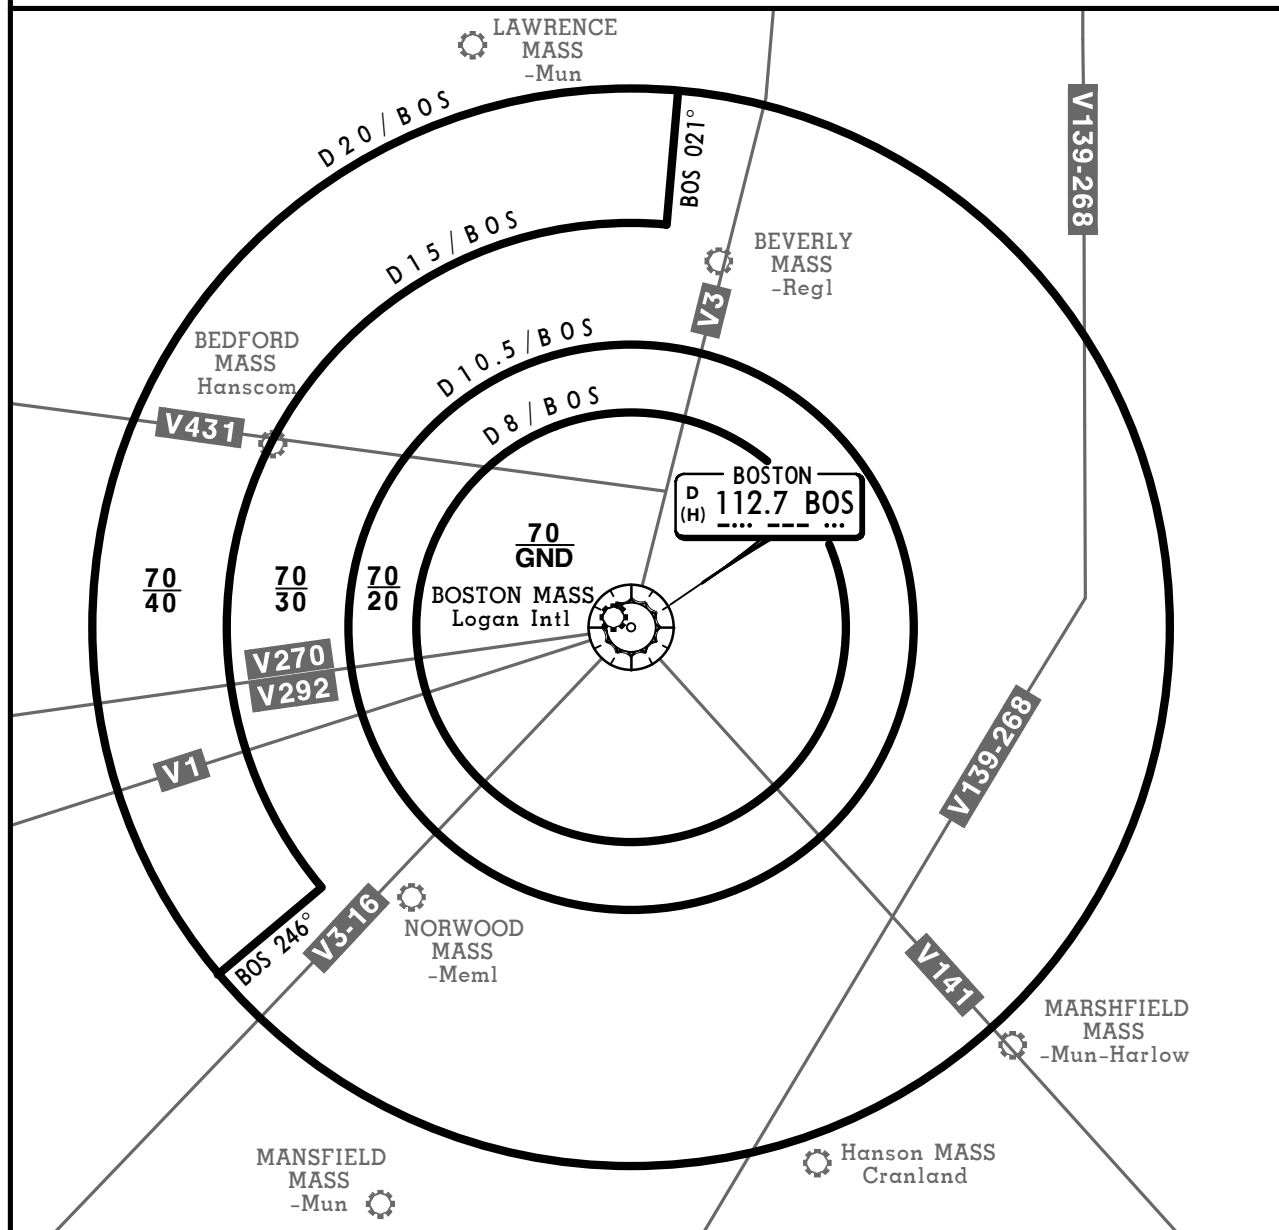 LAWRENCE
MASS
-Mun
D20/BOS
V139-268
BOS 021°
D15/BOS
BEVERLY
MASS
-Regl
V3
BEDFORD
MASS
Hanscom
D10.5/BOS
D8/BOS
V431
BOSTON
D
(H)
112.7 BOS
70
GND
70
40
70
30
70
20
BOSTON MASS
Logan Intl
V270
V292
V1
V139-268
V3-16
BOS 246°
NORWOOD
MASS
-Meml
V141
MARSHFIELD
MASS
-Mun-Harlow
MANSFIELD
MASS
-Mun
Hanson MASS
Cranland